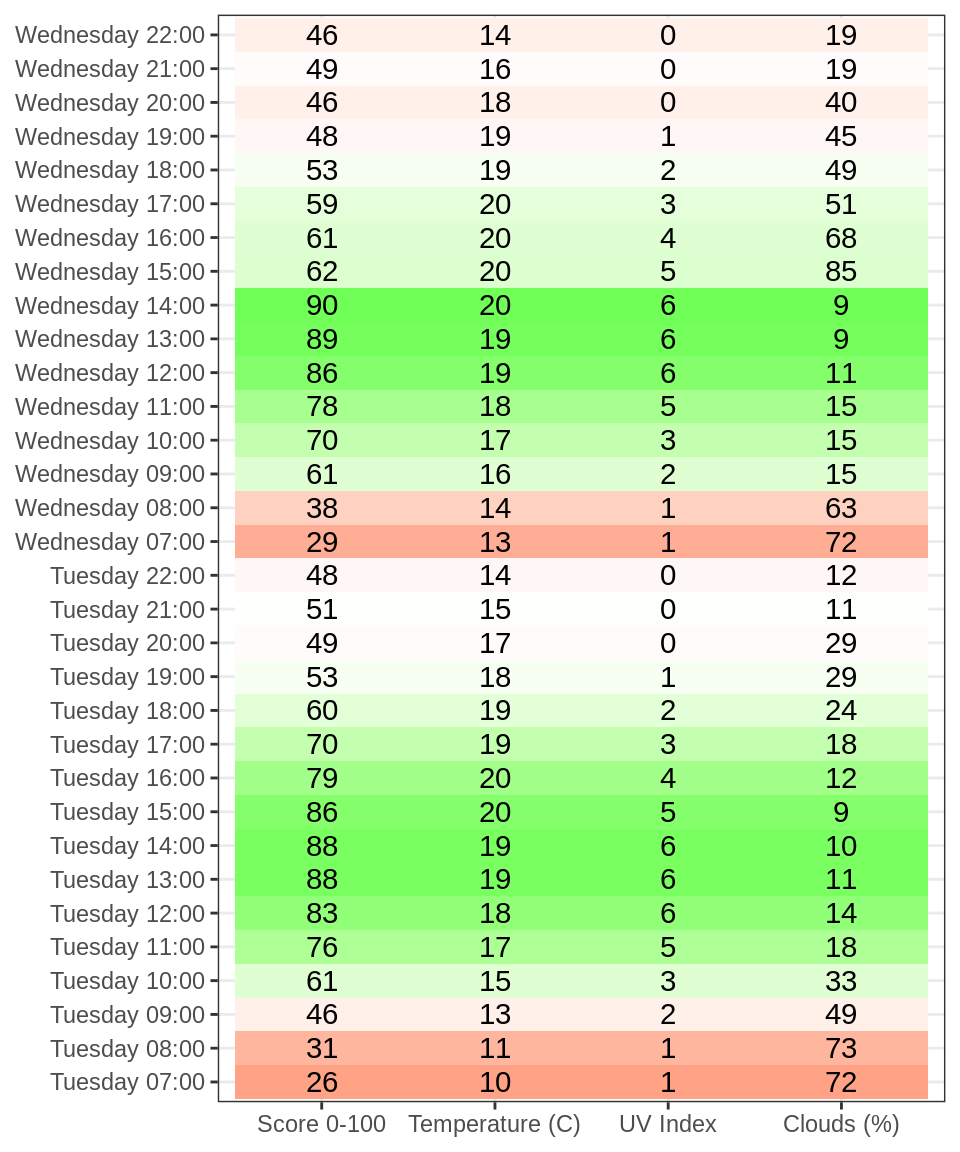 Wednesday 22:00 46 14 0 19
Wednesday 21:00 49 16 0 19
Wednesday 20:00 46 18 0 40
Wednesday 19:00 48 19 1 45
Wednesday 18:00 53 19 2 49
Wednesday 17:00 59 20 3 51
Wednesday 16:00 61 20 4 68
Wednesday 15:00 62 20 5 85
Wednesday 14:00 90 20 6 9
Wednesday 13:00 89 19 6 9
Wednesday 12:00 86 19 6 11
Wednesday 11:00 78 18 5 15
Wednesday 10:00 70 17 3 15
Wednesday 09:00 61 16 2 15
Wednesday 08:00 38 14 1 63
Wednesday 07:00 29 13 1 72
Tuesday 22:00 48 14 0 12
Tuesday 21:00 51 15 0 11
Tuesday 20:00 49 17 0 29
Tuesday 19:00 53 18 1 29
Tuesday 18:00 60 19 2 24
Tuesday 17:00 70 19 3 18
Tuesday 16:00 79 20 4 12
Tuesday 15:00 86 20 5 9
Tuesday 14:00 88 19 6 10
Tuesday 13:00 88 19 6 11
Tuesday 12:00 83 18 6 14
Tuesday 11:00 76 17 5 18
Tuesday 10:00 61 15 3 33
Tuesday 09:00 46 13 2 49
Tuesday 08:00 31 11 1 73
Tuesday 07:00 26 10 1 72
Score 0-100 Temperature (C) UV Index Clouds (%)